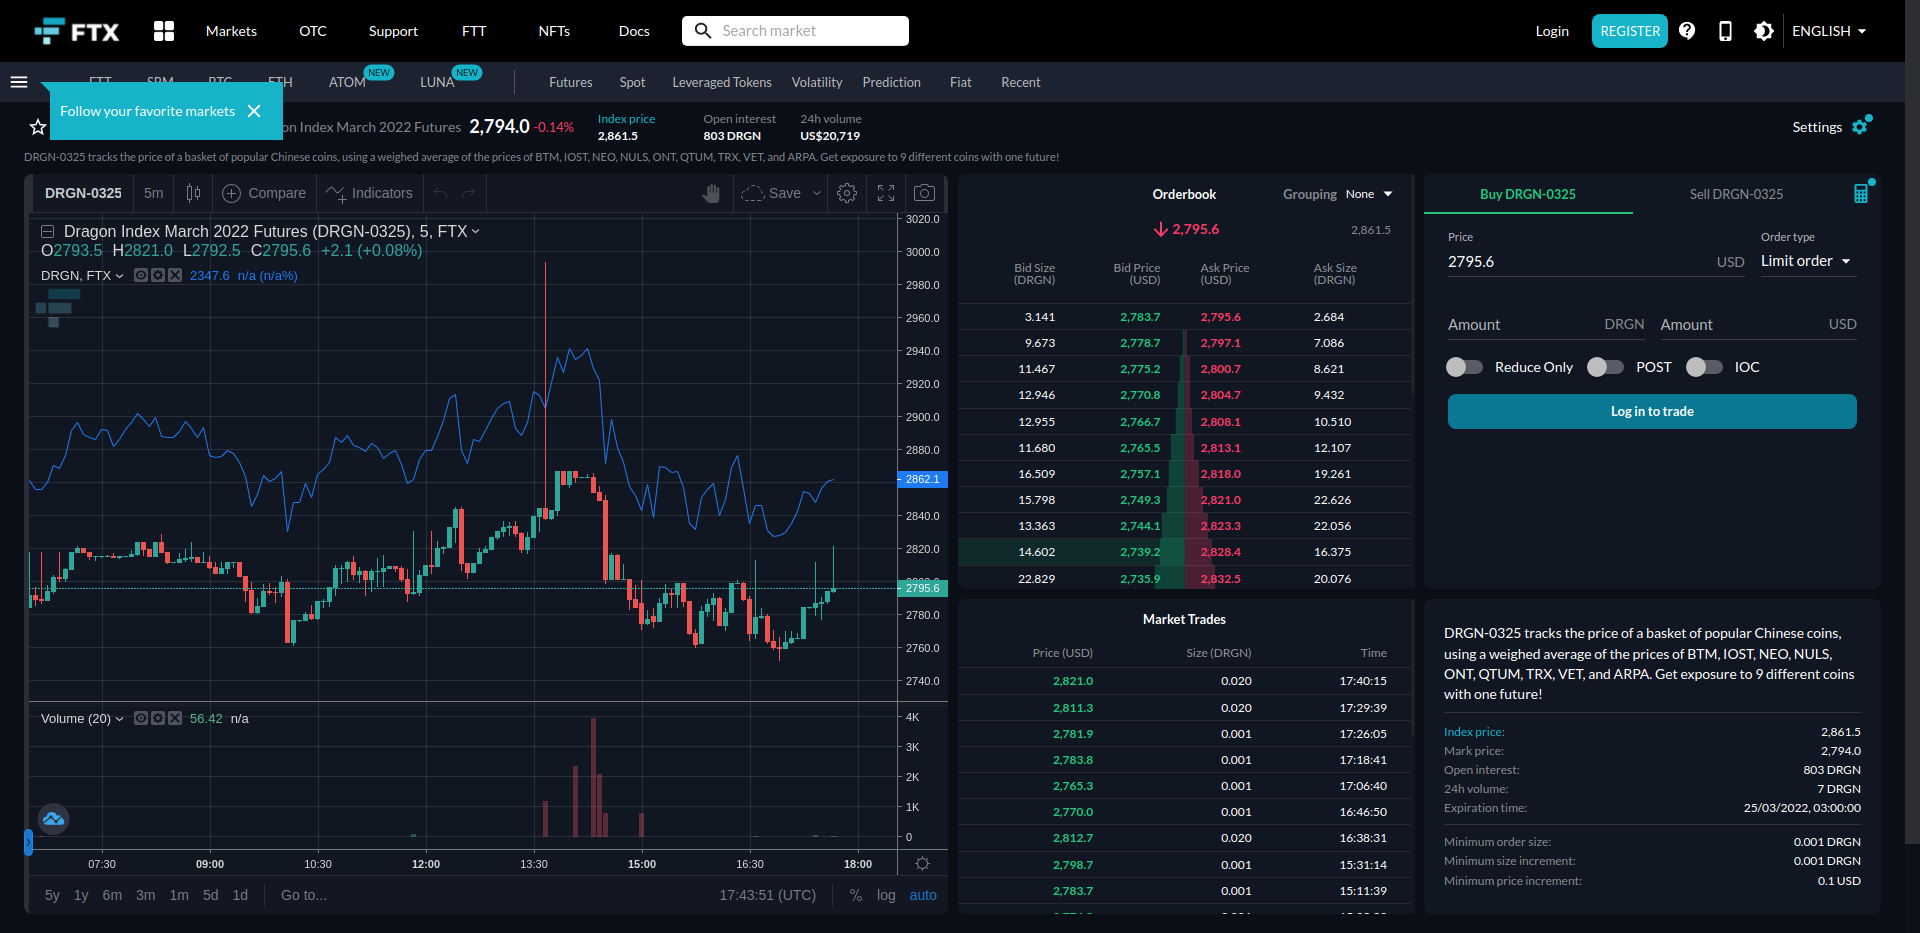 FTX Markets OTC Support FTT NFTs Docs Search market Login REGISTER ENGLISH
ATOM NEW LUNA NEW Futures Spot Leveraged Tokens Volatility Prediction Fiat Recent
Follow your favorite markets
on Index March 2022 Futures 2,794.0 -0.14%
Index price 2,861.5
Open interest 803 DRGN
24h volume US$20,719
Settings
DRGN-0325 tracks the price of a basket of popular Chinese coins, using a weighed average of the prices of BTM, IOST, NEO, NULS, ONT, QTUM, TRX, VET, and ARPA. Get exposure to 9 different coins with one future!
DRGN-0325 5m Compare Indicators Save
Dragon Index March 2022 Futures (DRGN-0325), 5, FTX
O2793.5 H2821.0 L2792.5 C2795.6 +2.1 (+0.08%)
DRGN, FTX 2347.6 n/a (n/a%)
3020.0
3000.0
2980.0
2960.0
2940.0
2920.0
2900.0
2880.0
2862.1
2840.0
2820.0
2795.6
2780.0
2760.0
2740.0
Volume (20) 56.42 n/a
4K
3K
2K
1K
0
07:30 09:00 10:30 12:00 13:30 15:00 16:30 18:00
5y 1y 6m 3m 1m 5d 1d Go to... 17:43:51 (UTC) % log auto
Orderbook Grouping None
2,795.6 2,861.5
Bid Size (DRGN) Bid Price (USD) Ask Price (USD) Ask Size (DRGN)
3.141 2,783.7 2,795.6 2.684
9.673 2,778.7 2,797.1 7.086
11.467 2,775.2 2,800.7 8.621
12.946 2,770.8 2,804.7 9.432
12.955 2,766.7 2,808.1 10.510
11.680 2,765.5 2,813.1 12.107
16.509 2,757.1 2,818.0 19.261
15.798 2,749.3 2,821.0 22.626
13.363 2,744.1 2,823.3 22.056
14.602 2,739.2 2,828.4 16.375
22.829 2,735.9 2,832.5 20.076
Market Trades
Price (USD) Size (DRGN) Time
2,821.0 0.020 17:40:15
2,811.3 0.020 17:29:39
2,781.9 0.001 17:26:05
2,783.8 0.001 17:18:41
2,765.3 0.001 17:06:40
2,770.0 0.001 16:46:50
2,812.7 0.020 16:38:31
2,798.7 0.001 15:31:14
2,783.7 0.001 15:11:39
Buy DRGN-0325 Sell DRGN-0325
Price Order type
2795.6 USD Limit order
Amount DRGN Amount USD
Reduce Only POST IOC
Log in to trade
DRGN-0325 tracks the price of a basket of popular Chinese coins,
using a weighed average of the prices of BTM, IOST, NEO, NULS,
ONT, QTUM, TRX, VET, and ARPA. Get exposure to 9 different coins
with one future!
Index price: 2,861.5
Mark price: 2,794.0
Open interest: 803 DRGN
24h volume: 7 DRGN
Expiration time: 25/03/2022, 03:00:00
Minimum order size: 0.001 DRGN
Minimum size increment: 0.001 DRGN
Minimum price increment: 0.1 USD